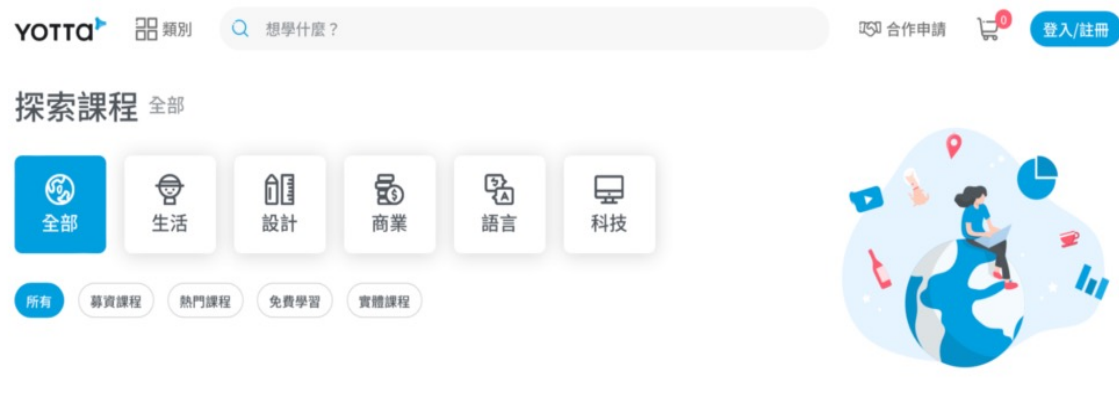 YOTTA 類別 想學什麼？ 合作申請 0 登入/註冊
探索課程 全部
全部 生活 設計 商業 語言 科技
所有 募資課程 熱門課程 免費學習 實體課程